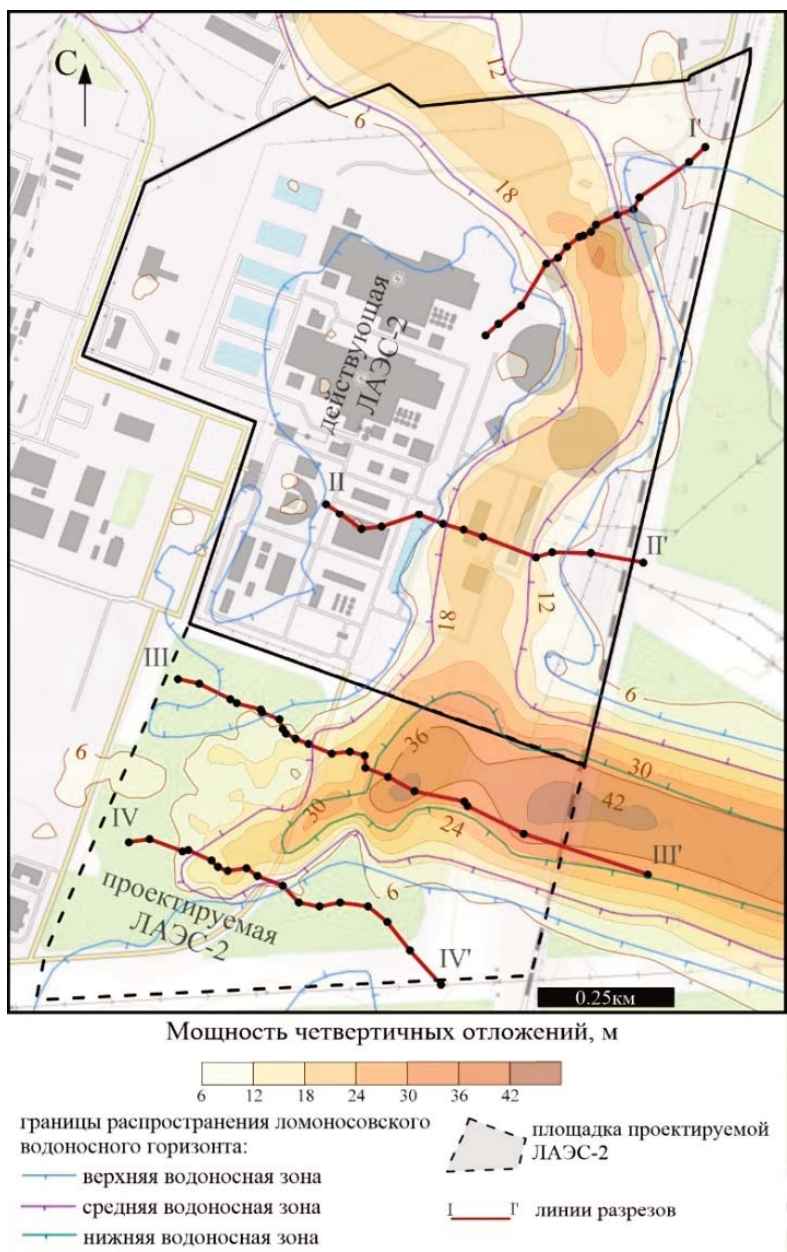 С
12
6
I'
18
действующая
ЛАЭС-2
II
II'
12
18
III
6
36
30
6
30
42
IV
24
III'
проектируемая
ЛАЭС-2
6
IV'
0.25км
Мощность четвертичных отложений, м
6 12 18 24 30 36 42
границы распространения ломоносовского
водоносного горизонта:
верхняя водоносная зона
средняя водоносная зона
нижняя водоносная зона
площадка проектируемой
ЛАЭС-2
I I' линии разрезов